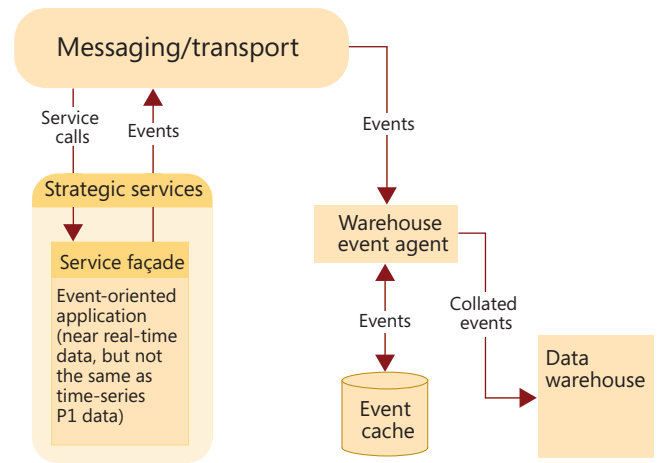 Messaging/transport
Service
calls
Events
Events
Strategic services
Service façade
Event-oriented
application
(near real-time
data, but not
the same as
time-series
P1 data)
Warehouse
event agent
Events
Collated
events
Event
cache
Data
warehouse